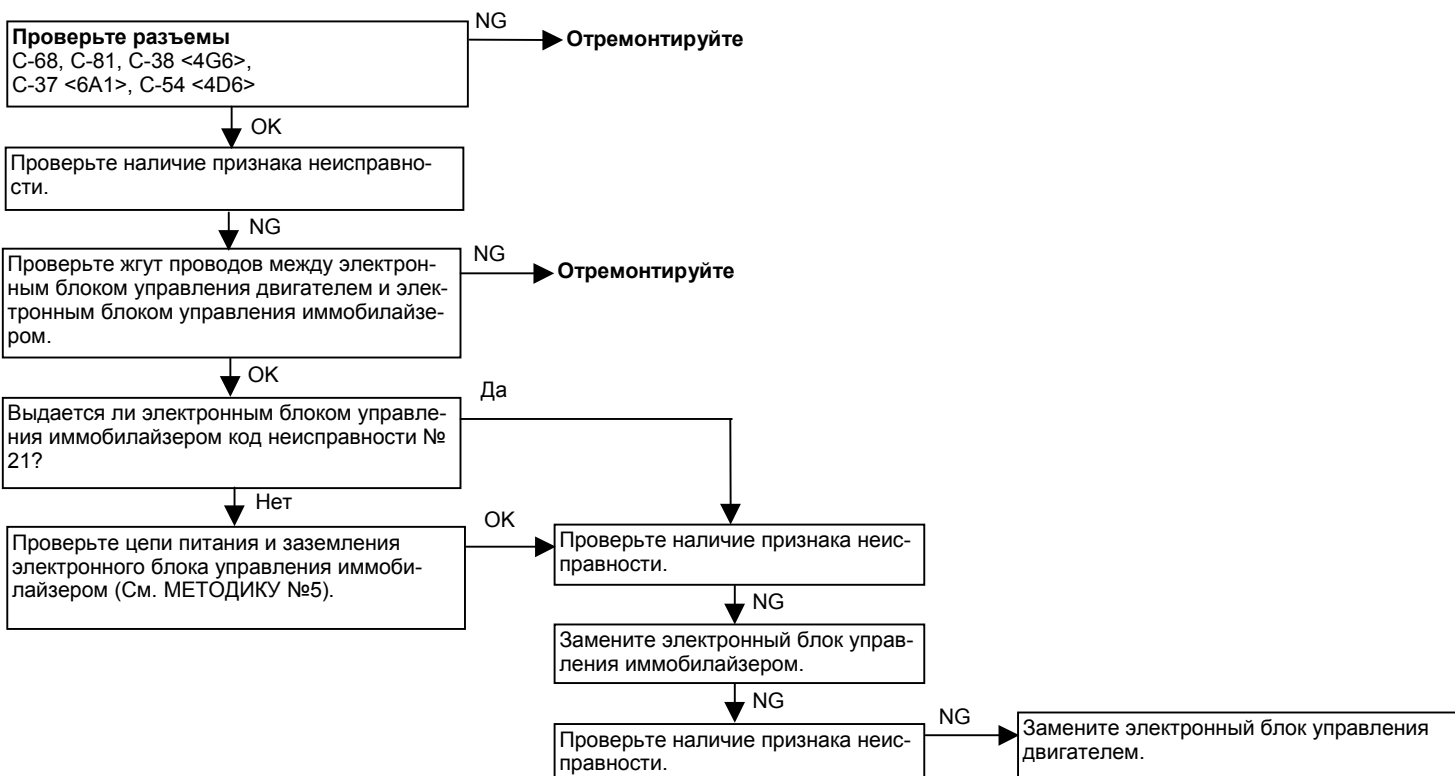 Проверьте разъемы
С-68, С-81, С-38 <4G6>,
С-37 <6A1>, С-54 <4D6>
NG
Отремонтируйте
OK
Проверьте наличие признака неисправно-
сти.
NG
Проверьте жгут проводов между электрон-
ным блоком управления двигателем и элек-
тронным блоком управления иммобилайзе-
ром.
NG
Отремонтируйте
OK
Выдается ли электронным блоком управле-
ния иммобилайзером код неисправности №
21?
Да
Нет
Проверьте цепи питания и заземления
электронного блока управления иммоби-
лайзером (См. МЕТОДИКУ №5).
OK
Проверьте наличие признака неис-
правности.
NG
Замените электронный блок управ-
ления иммобилайзером.
NG
Проверьте наличие признака неис-
правности.
NG
Замените электронный блок управления
двигателем.